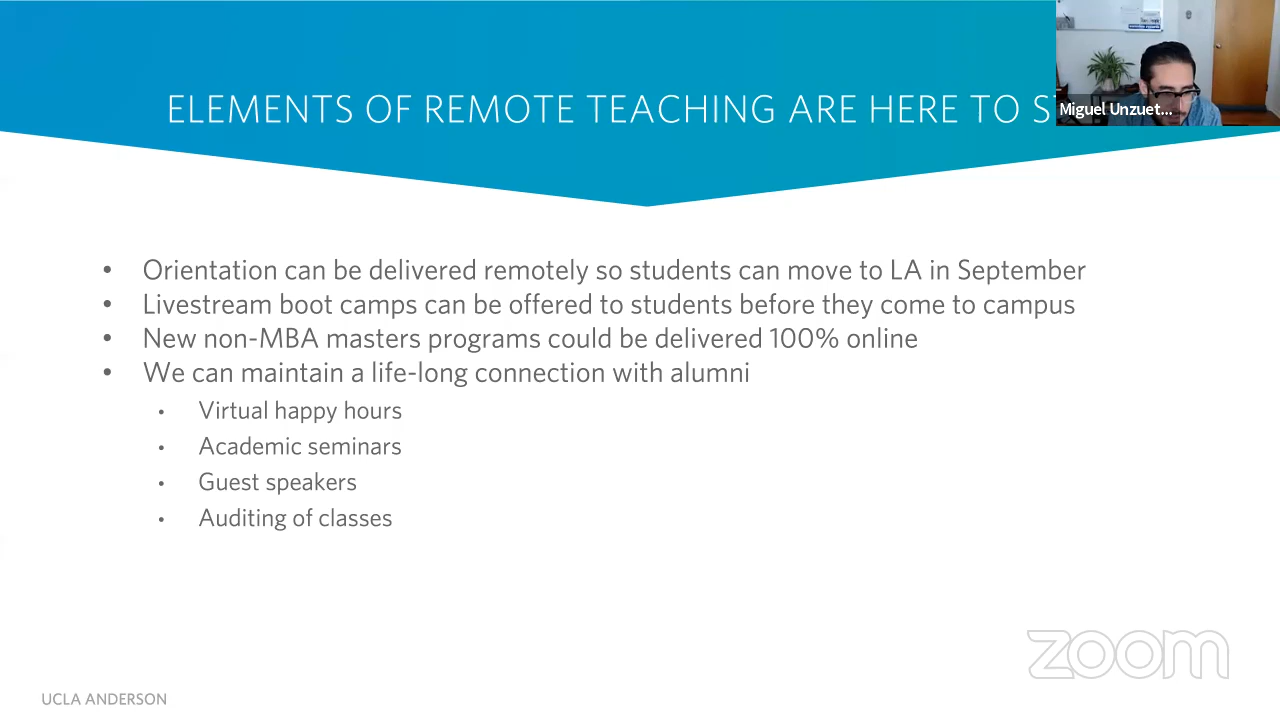 ELEMENTS OF REMOTE TEACHING ARE HERE TO S
Miguel Unzuet...
• Orientation can be delivered remotely so students can move to LA in September
• Livestream boot camps can be offered to students before they come to campus
• New non-MBA masters programs could be delivered 100% online
• We can maintain a life-long connection with alumni
• Virtual happy hours
• Academic seminars
• Guest speakers
• Auditing of classes
zoom
UCLA ANDERSON